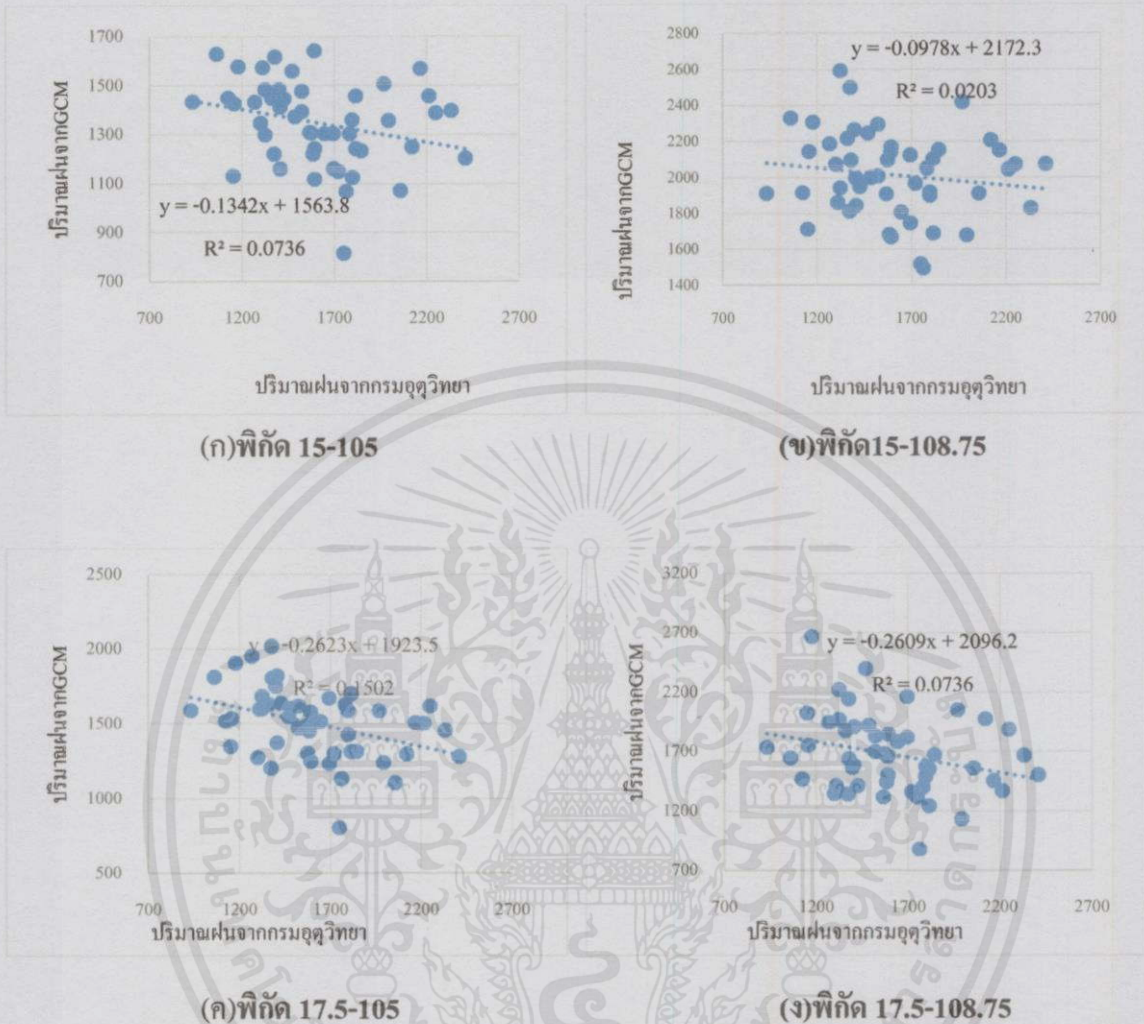 ปริมาณฝนจากGCM
1700
1500
1300
1100
900
700
y = -0.1342x + 1563.8
R² = 0.0736
700 1200 1700 2200 2700
ปริมาณฝนจากกรมอุตุวิทยา
(ก)พิกัด 15-105
ปริมาณฝนจากGCM
2800
2600
2400
2200
2000
1800
1600
1400
y = -0.0978x + 2172.3
R² = 0.0203
700 1200 1700 2200 2700
ปริมาณฝนจากกรมอุตุวิทยา
(ข)พิกัด15-108.75
ปริมาณฝนจากGCM
2500
2000
1500
1000
500
y = -0.2623x + 1923.5
R² = 0.1502
700 1200 1700 2200 2700
ปริมาณฝนจากกรมอุตุวิทยา
(ค)พิกัด 17.5-105
ปริมาณฝนจากGCM
3200
2700
2200
1700
1200
700
y = -0.2609x + 2096.2
R² = 0.0736
700 1200 1700 2200 2700
ปริมาณฝนจากกรมอุตุวิทยา
(ง)พิกัด 17.5-108.75